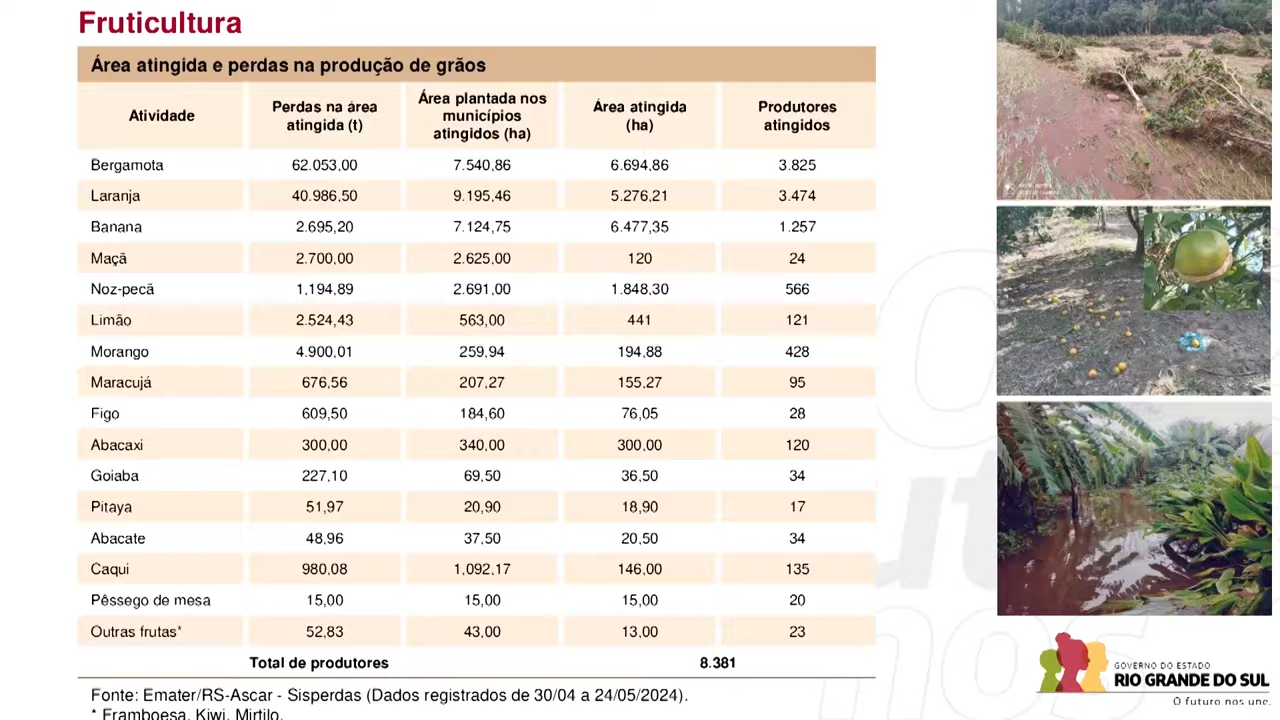 Fruticultura
Área atingida e perdas na produção de grãos
Atividade Perdas na área atingida (t) Área plantada nos municípios atingidos (ha) Área atingida (ha) Produtores atingidos
Bergamota 62.053,00 7.540,86 6.694,86 3.825
Laranja 40.986,50 9.195,46 5.276,21 3.474
Banana 2.695,20 7.124,75 6.477,35 1.257
Maçã 2.700,00 2.625,00 120 24
Noz-pecã 1,194,89 2.691,00 1.848,30 566
Limão 2.524,43 563,00 441 121
Morango 4.900,01 259,94 194,88 428
Maracujá 676,56 207,27 155,27 95
Figo 609,50 184,60 76,05 28
Abacaxi 300,00 340,00 300,00 120
Goiaba 227,10 69,50 36,50 34
Pitaya 51,97 20,90 18,90 17
Abacate 48,96 37,50 20,50 34
Caqui 980,08 1,092,17 146,00 135
Pêssego de mesa 15,00 15,00 15,00 20
Outras frutas* 52,83 43,00 13,00 23
Total de produtores 8.381
Fonte: Emater/RS-Ascar - Sisperdas (Dados registrados de 30/04 a 24/05/2024).
* Framboesa, Kiwi, Mirtilo.
GOVERNO DO ESTADO
RIO GRANDE DO SUL
O futuro nos une.